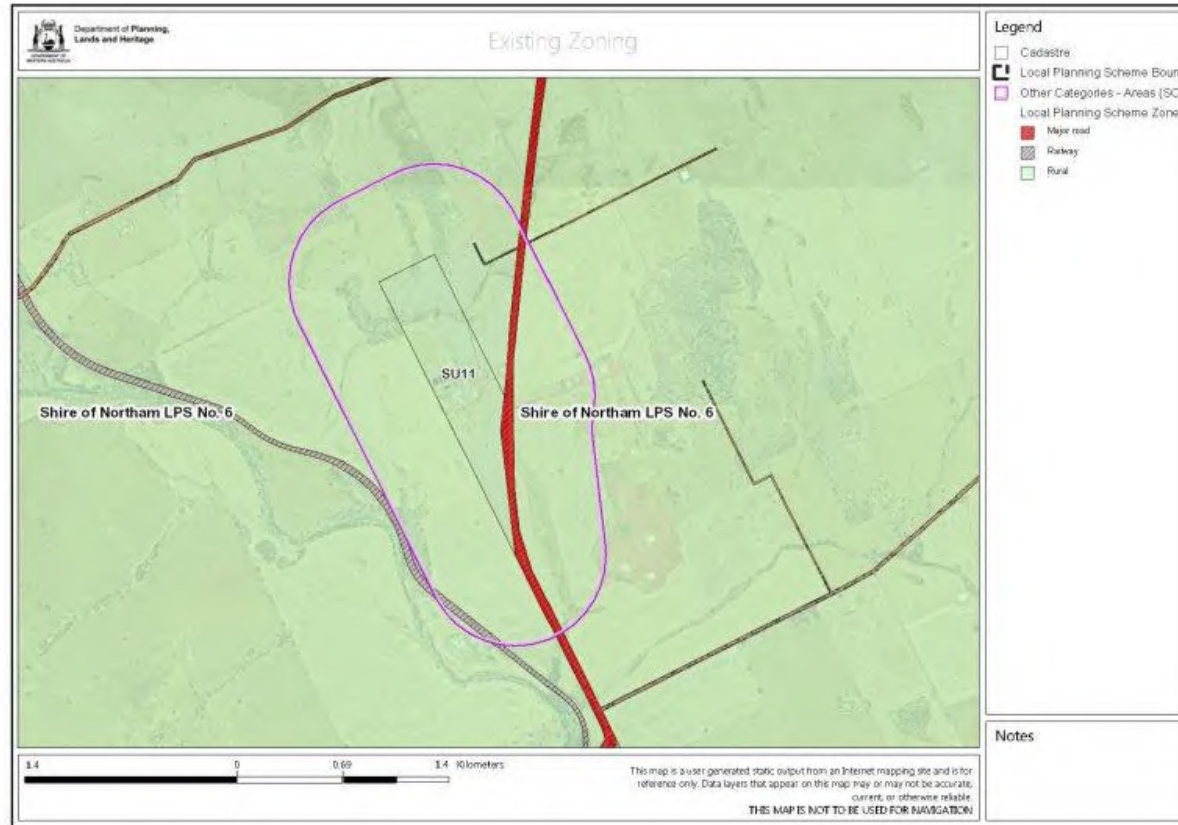 Department of Planning,
Lands and Heritage
GOVERNMENT OF
WESTERN AUSTRALIA
Existing Zoning
SU11
Shire of Northam LPS No. 6
Shire of Northam LPS No. 6
1.4
0
0.69
1.4
Kilometers
This map is a user generated static output from an Internet mapping site and is for
reference only. Data layers that appear on this map may or may not be accurate,
current, or otherwise reliable.
THIS MAP IS NOT TO BE USED FOR NAVIGATION
Legend
Cadastre
Local Planning Scheme Boun
Other Categories - Areas (SC
Local Planning Scheme Zone
Major road
Railway
Rural
Notes